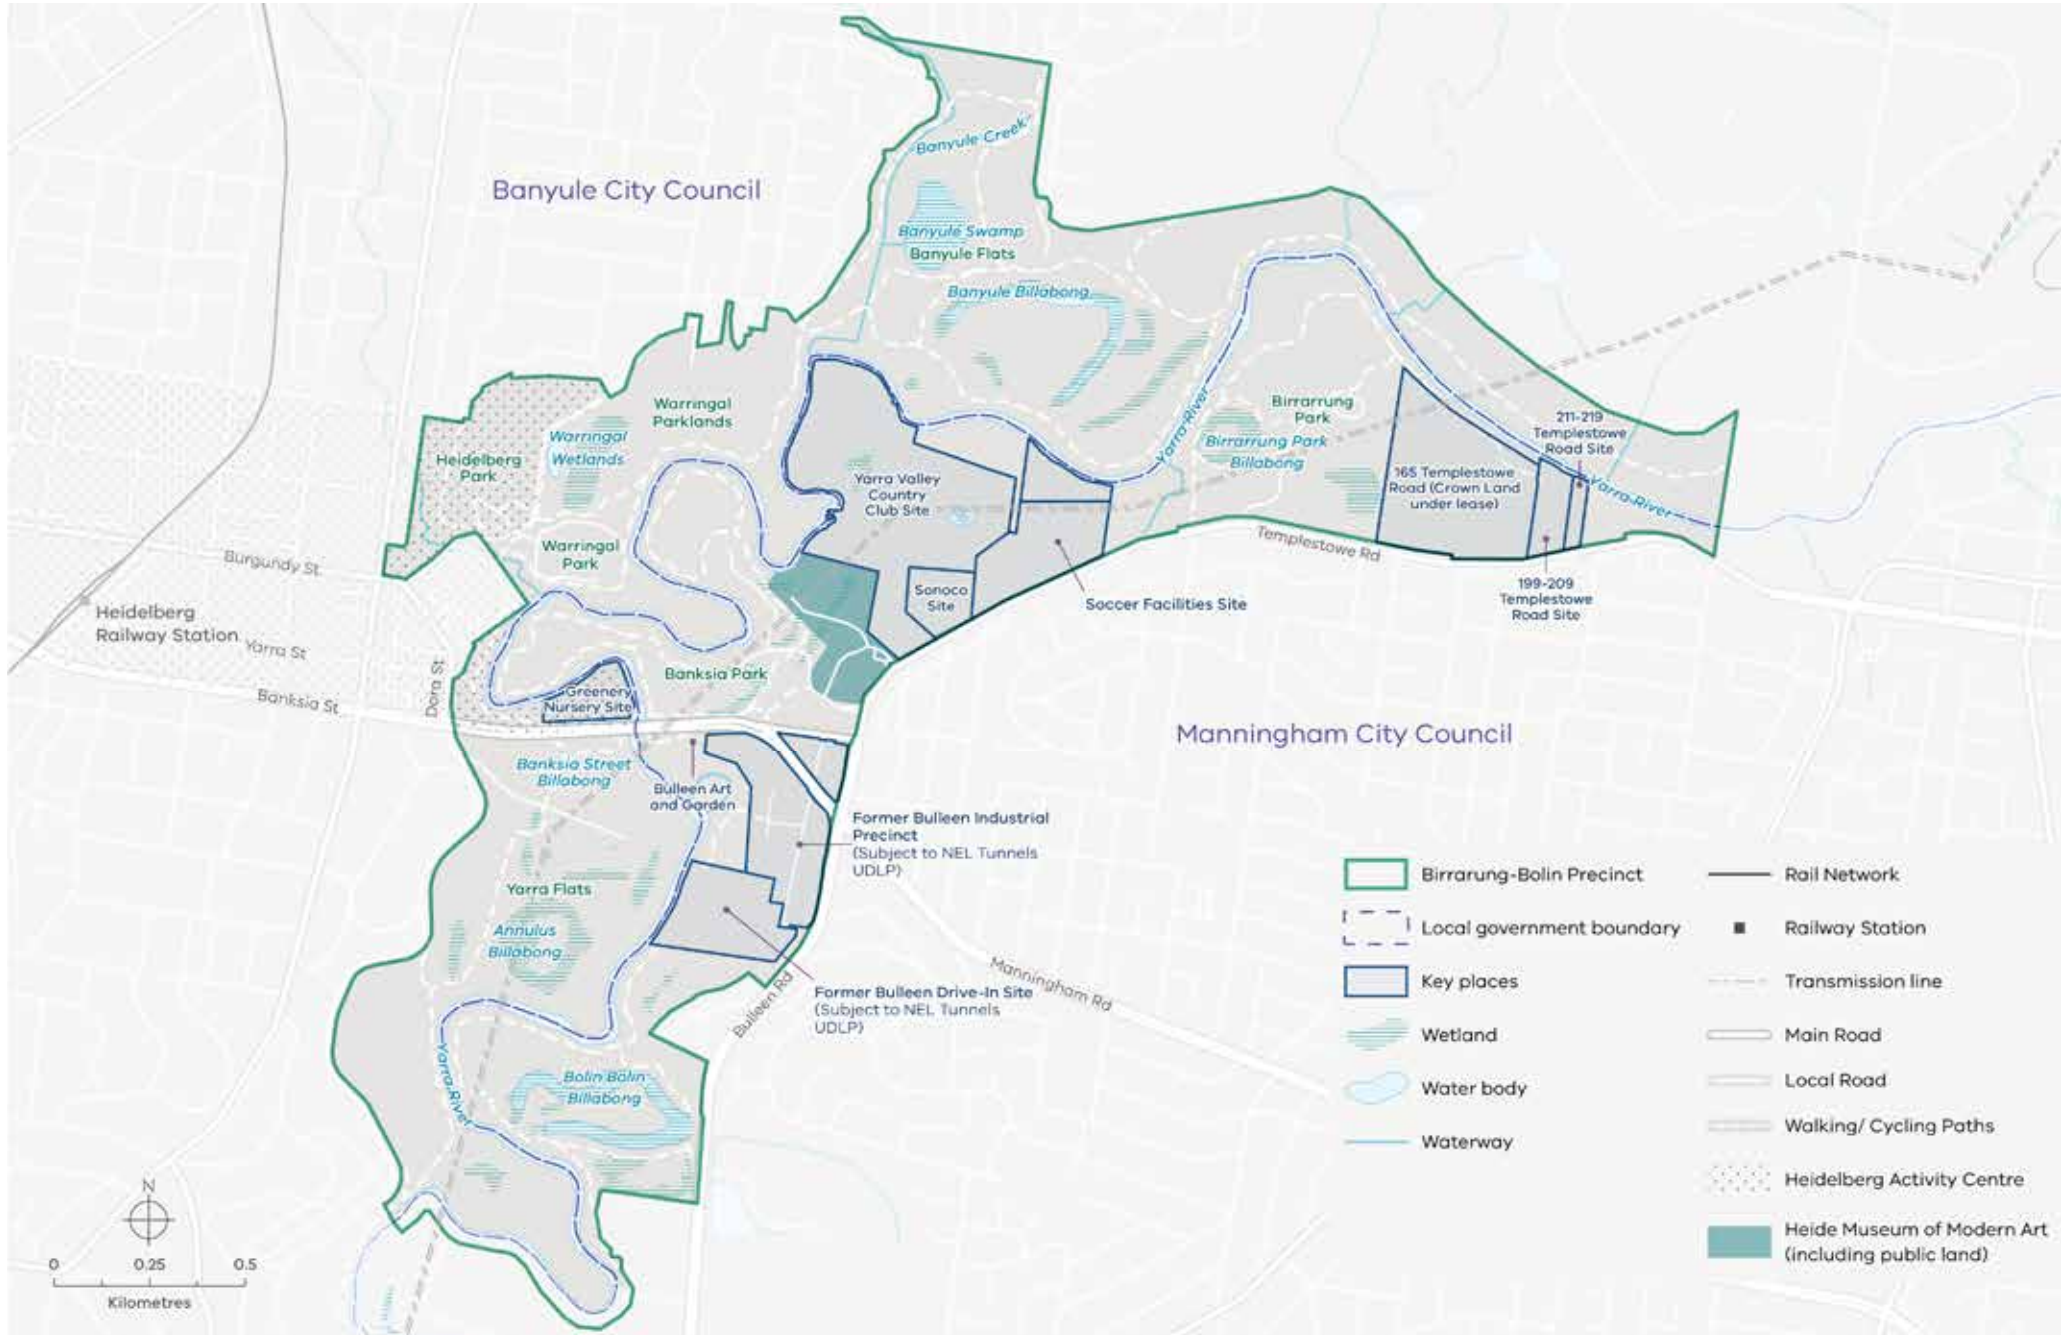 Banyule City Council
Banyule Creek
Banyule Swamp
Banyule Flats
Banyule Billabong
Warringal
Parklands
Warringal
Wetlands
Heidelberg
Park
Warringal
Park
Yarra Valley
Country
Club Site
Yarra River
Birrarrung
Park
Birrarrung Park
Billabong
211-219
Templestowe
Road Site
165 Templestowe
Road (Crown Land
under lease)
Yarra River
Templestowe Rd
199-209
Templestowe
Road Site
Sonoco
Site
Soccer Facilities Site
Burgundy St
Heidelberg
Railway Station
Yarra St
Banksia St
Dora St
Banksia Park
Greenery
Nursery Site
Manningham City Council
Banksia Street
Billabong
Bulleen Art
and Garden
Former Bulleen Industrial
Precinct
(Subject to NEL Tunnels
UDLP)
Yarra Flats
Annulus
Billabong
Former Bulleen Drive-In Site
(Subject to NEL Tunnels
UDLP)
Bulleen Rd
Manningham Rd
Yarra River
Bolin Bolin
Billabong
N
0 0.25 0.5
Kilometres
Birrarung-Bolin Precinct
Local government boundary
Key places
Wetland
Water body
Waterway
Rail Network
Railway Station
Transmission line
Main Road
Local Road
Walking/ Cycling Paths
Heidelberg Activity Centre
Heide Museum of Modern Art
(including public land)